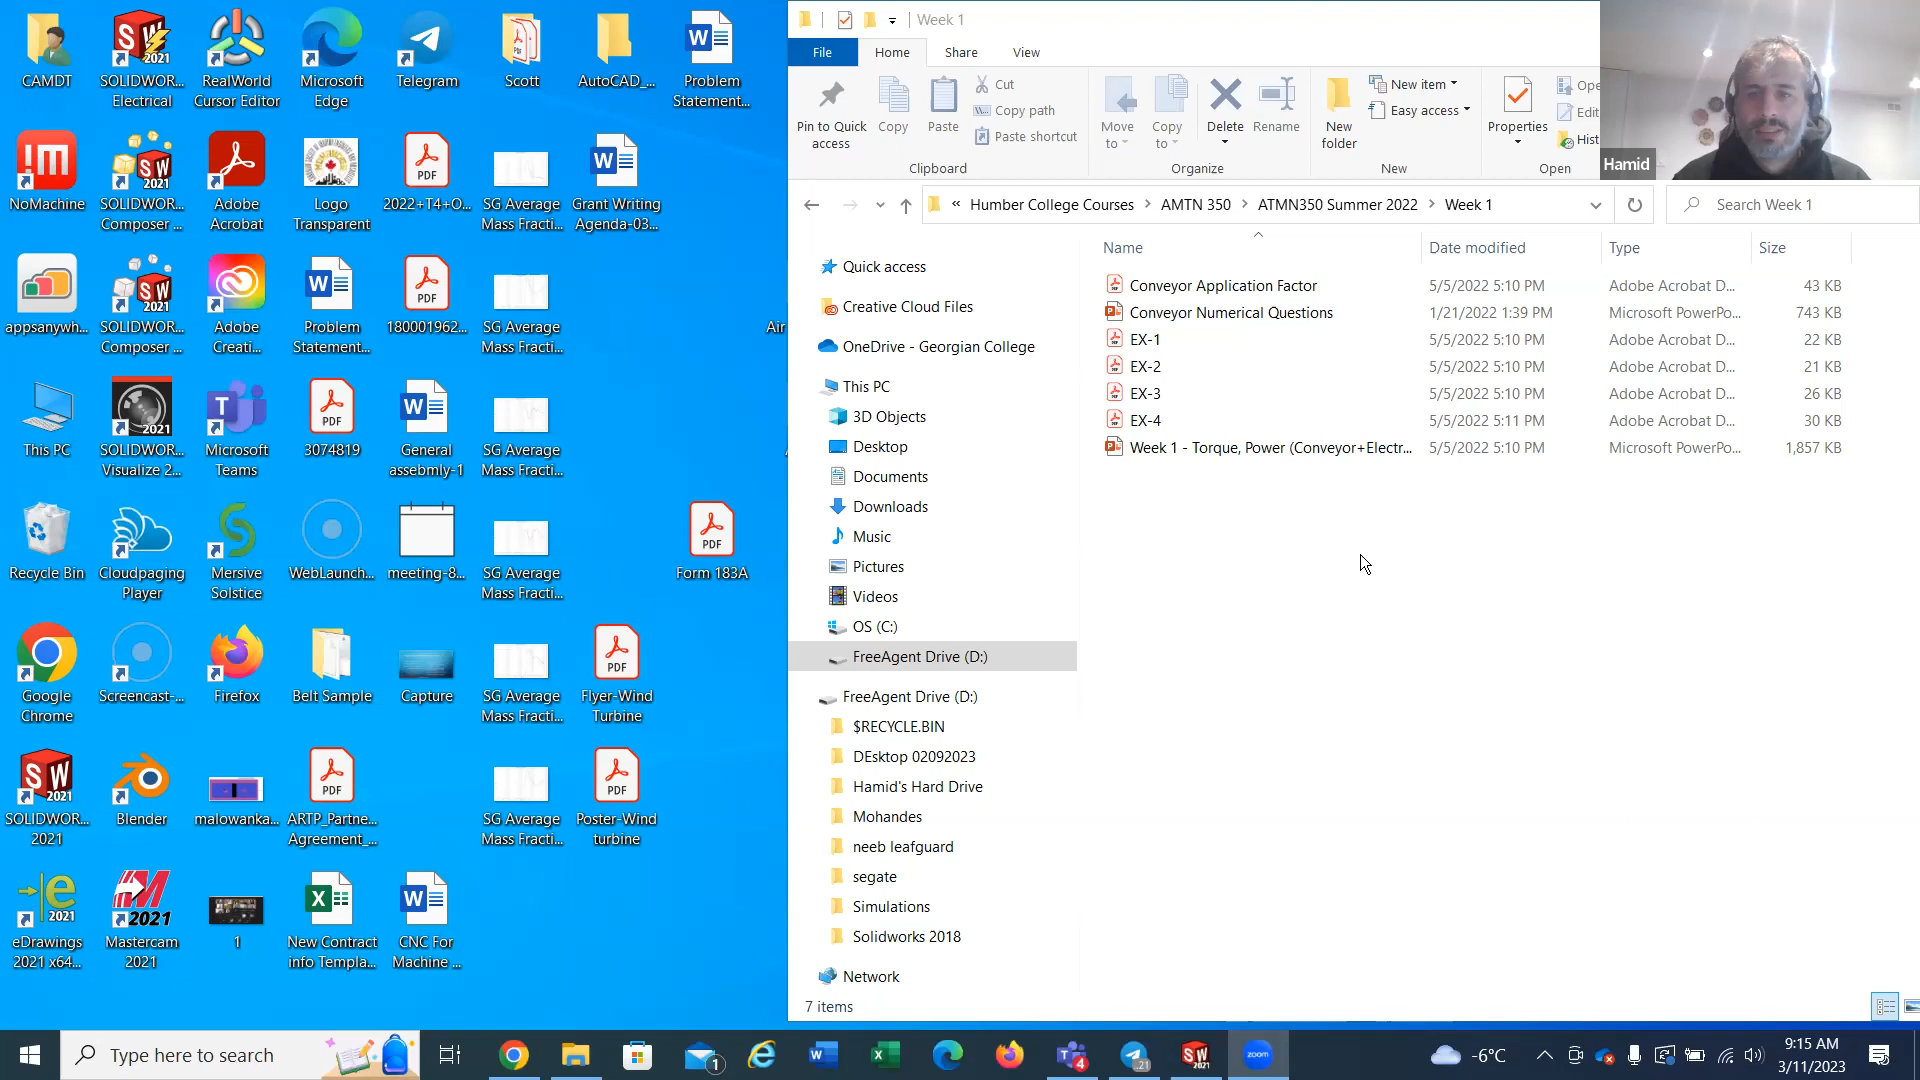 CAMDT
SOLIDWOR...
Electrical
RealWorld
Cursor Editor
Microsoft
Edge
Telegram
Scott
AutoCAD_...
Problem
Statement...
NoMachine
SOLIDWOR...
Composer ...
Adobe
Acrobat
Logo
Transparent
2022+T4+O...
SG Average
Mass Fracti...
Grant Writing
Agenda-03...
appsanywh...
SOLIDWOR...
Composer ...
Adobe
Creati...
Problem
Statement...
180001962...
SG Average
Mass Fracti...
Air
This PC
SOLIDWOR...
Visualize 2...
Microsoft
Teams
3074819
General
assebmly-1
SG Average
Mass Fracti...
Recycle Bin
Cloudpaging
Player
Mersive
Solstice
WebLaunch...
meeting-8...
SG Average
Mass Fracti...
Form 183A
Google
Chrome
Screencast-...
Firefox
Belt Sample
Capture
SG Average
Mass Fracti...
Flyer-Wind
Turbine
SOLIDWOR...
2021
Blender
malowanka...
ARTP_Partne...
Agreement_...
SG Average
Mass Fracti...
Poster-Wind
turbine
eDrawings
2021 x64...
Mastercam
2021
1
New Contract
info Templa...
CNC For
Machine ...
Week 1
File Home Share View
Pin to Quick
access
Copy
Paste
Cut
Copy path
Paste shortcut
Clipboard
Move
to
Copy
to
Delete
Rename
Organize
New
folder
New item
Easy access
New
Properties
Ope
Edit
Hist
Open
Hamid
« Humber College Courses > AMTN 350 > ATMN350 Summer 2022 > Week 1
Search Week 1
Quick access
Creative Cloud Files
OneDrive - Georgian College
This PC
3D Objects
Desktop
Documents
Downloads
Music
Pictures
Videos
OS (C:)
FreeAgent Drive (D:)
FreeAgent Drive (D:)
$RECYCLE.BIN
DEsktop 02092023
Hamid's Hard Drive
Mohandes
neeb leafguard
segate
Simulations
Solidworks 2018
Network
Name Date modified Type Size
Conveyor Application Factor 5/5/2022 5:10 PM Adobe Acrobat D... 43 KB
Conveyor Numerical Questions 1/21/2022 1:39 PM Microsoft PowerPo... 743 KB
EX-1 5/5/2022 5:10 PM Adobe Acrobat D... 22 KB
EX-2 5/5/2022 5:10 PM Adobe Acrobat D... 21 KB
EX-3 5/5/2022 5:10 PM Adobe Acrobat D... 26 KB
EX-4 5/5/2022 5:11 PM Adobe Acrobat D... 30 KB
Week 1 - Torque, Power (Conveyor+Electr... 5/5/2022 5:10 PM Microsoft PowerPo... 1,857 KB
7 items
Type here to search
-6°C
9:15 AM
3/11/2023